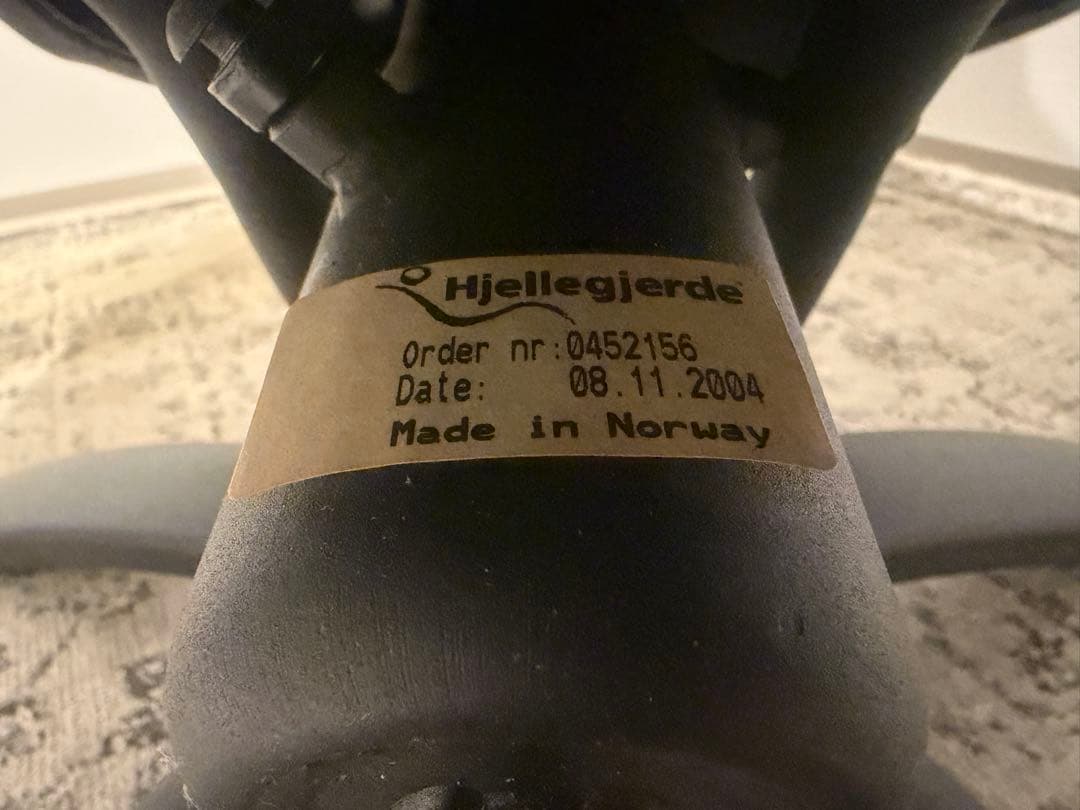 Hjellegjerde
Order nr:0452156
Date: 08.11.2004
Made in Norway